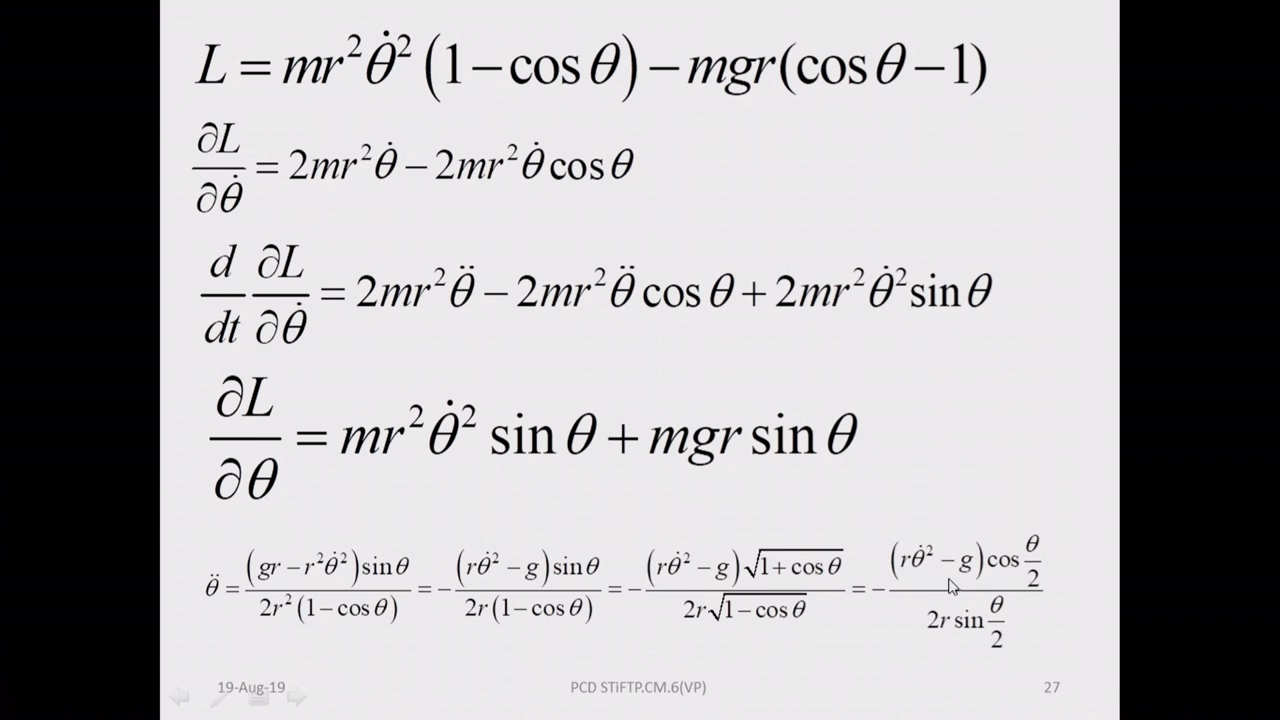 L = mr²θ̇²(1 − cos θ) − mgr(cos θ − 1)
∂L/∂θ̇ = 2mr²θ̇ − 2mr²θ̇ cos θ
d/dt ∂L/∂θ̇ = 2mr²θ̈ − 2mr²θ̈ cos θ + 2mr²θ̇² sin θ
∂L/∂θ = mr²θ̇² sin θ + mgr sin θ
θ̈ = (gr − r²θ̇²) sin θ / 2r²(1 − cos θ) = − (rθ̇² − g) sin θ / 2r(1 − cos θ) = − (rθ̇² − g)√(1 + cos θ) / 2r√(1 − cos θ) = − (rθ̇² − g) cos θ/2 / 2r sin θ/2
19-Aug-19 PCD STiFTP.CM.6(VP) 27